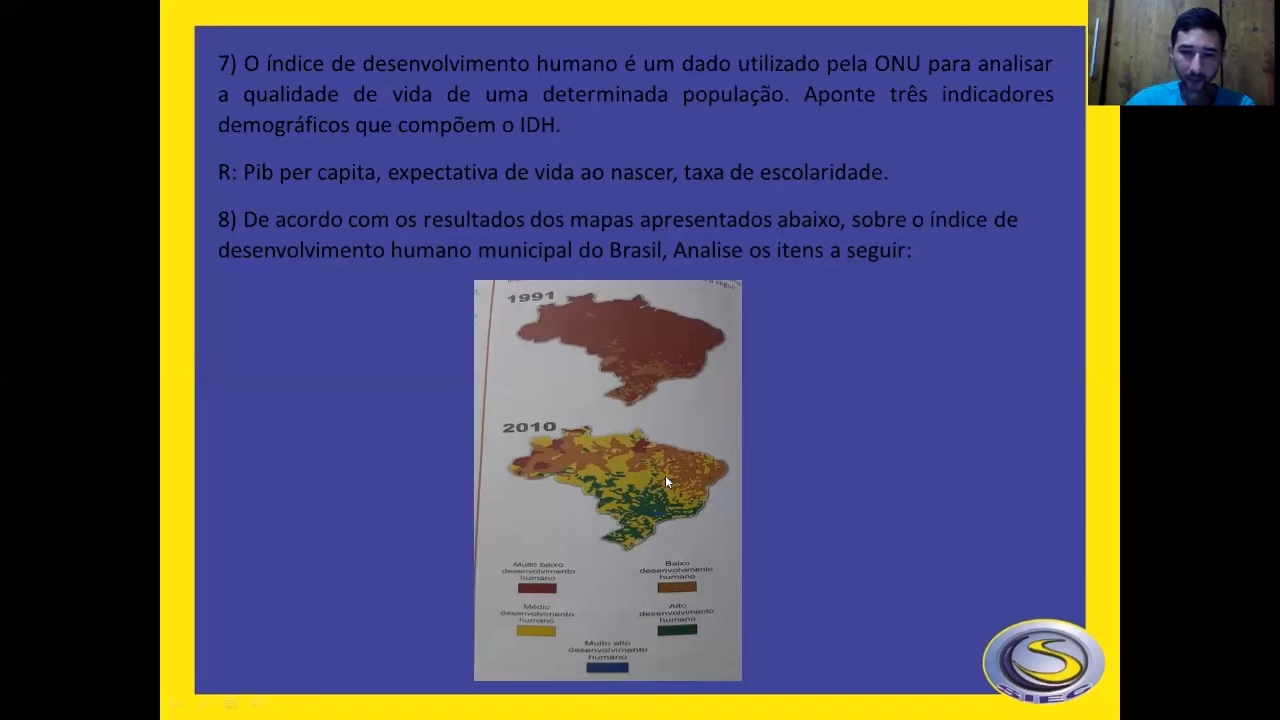 7) O índice de desenvolvimento humano é um dado utilizado pela ONU para analisar
a qualidade de vida de uma determinada população. Aponte três indicadores
demográficos que compõem o IDH.
R: Pib per capita, expectativa de vida ao nascer, taxa de escolaridade.
8) De acordo com os resultados dos mapas apresentados abaixo, sobre o índice de
desenvolvimento humano municipal do Brasil, Analise os itens a seguir:
1991
2010
Muito baixo
desenvolvimento
humano
Baixo
desenvolvimento
humano
Médio
desenvolvimento
humano
Alto
desenvolvimento
humano
Muito alto
desenvolvimento
humano
SIEC